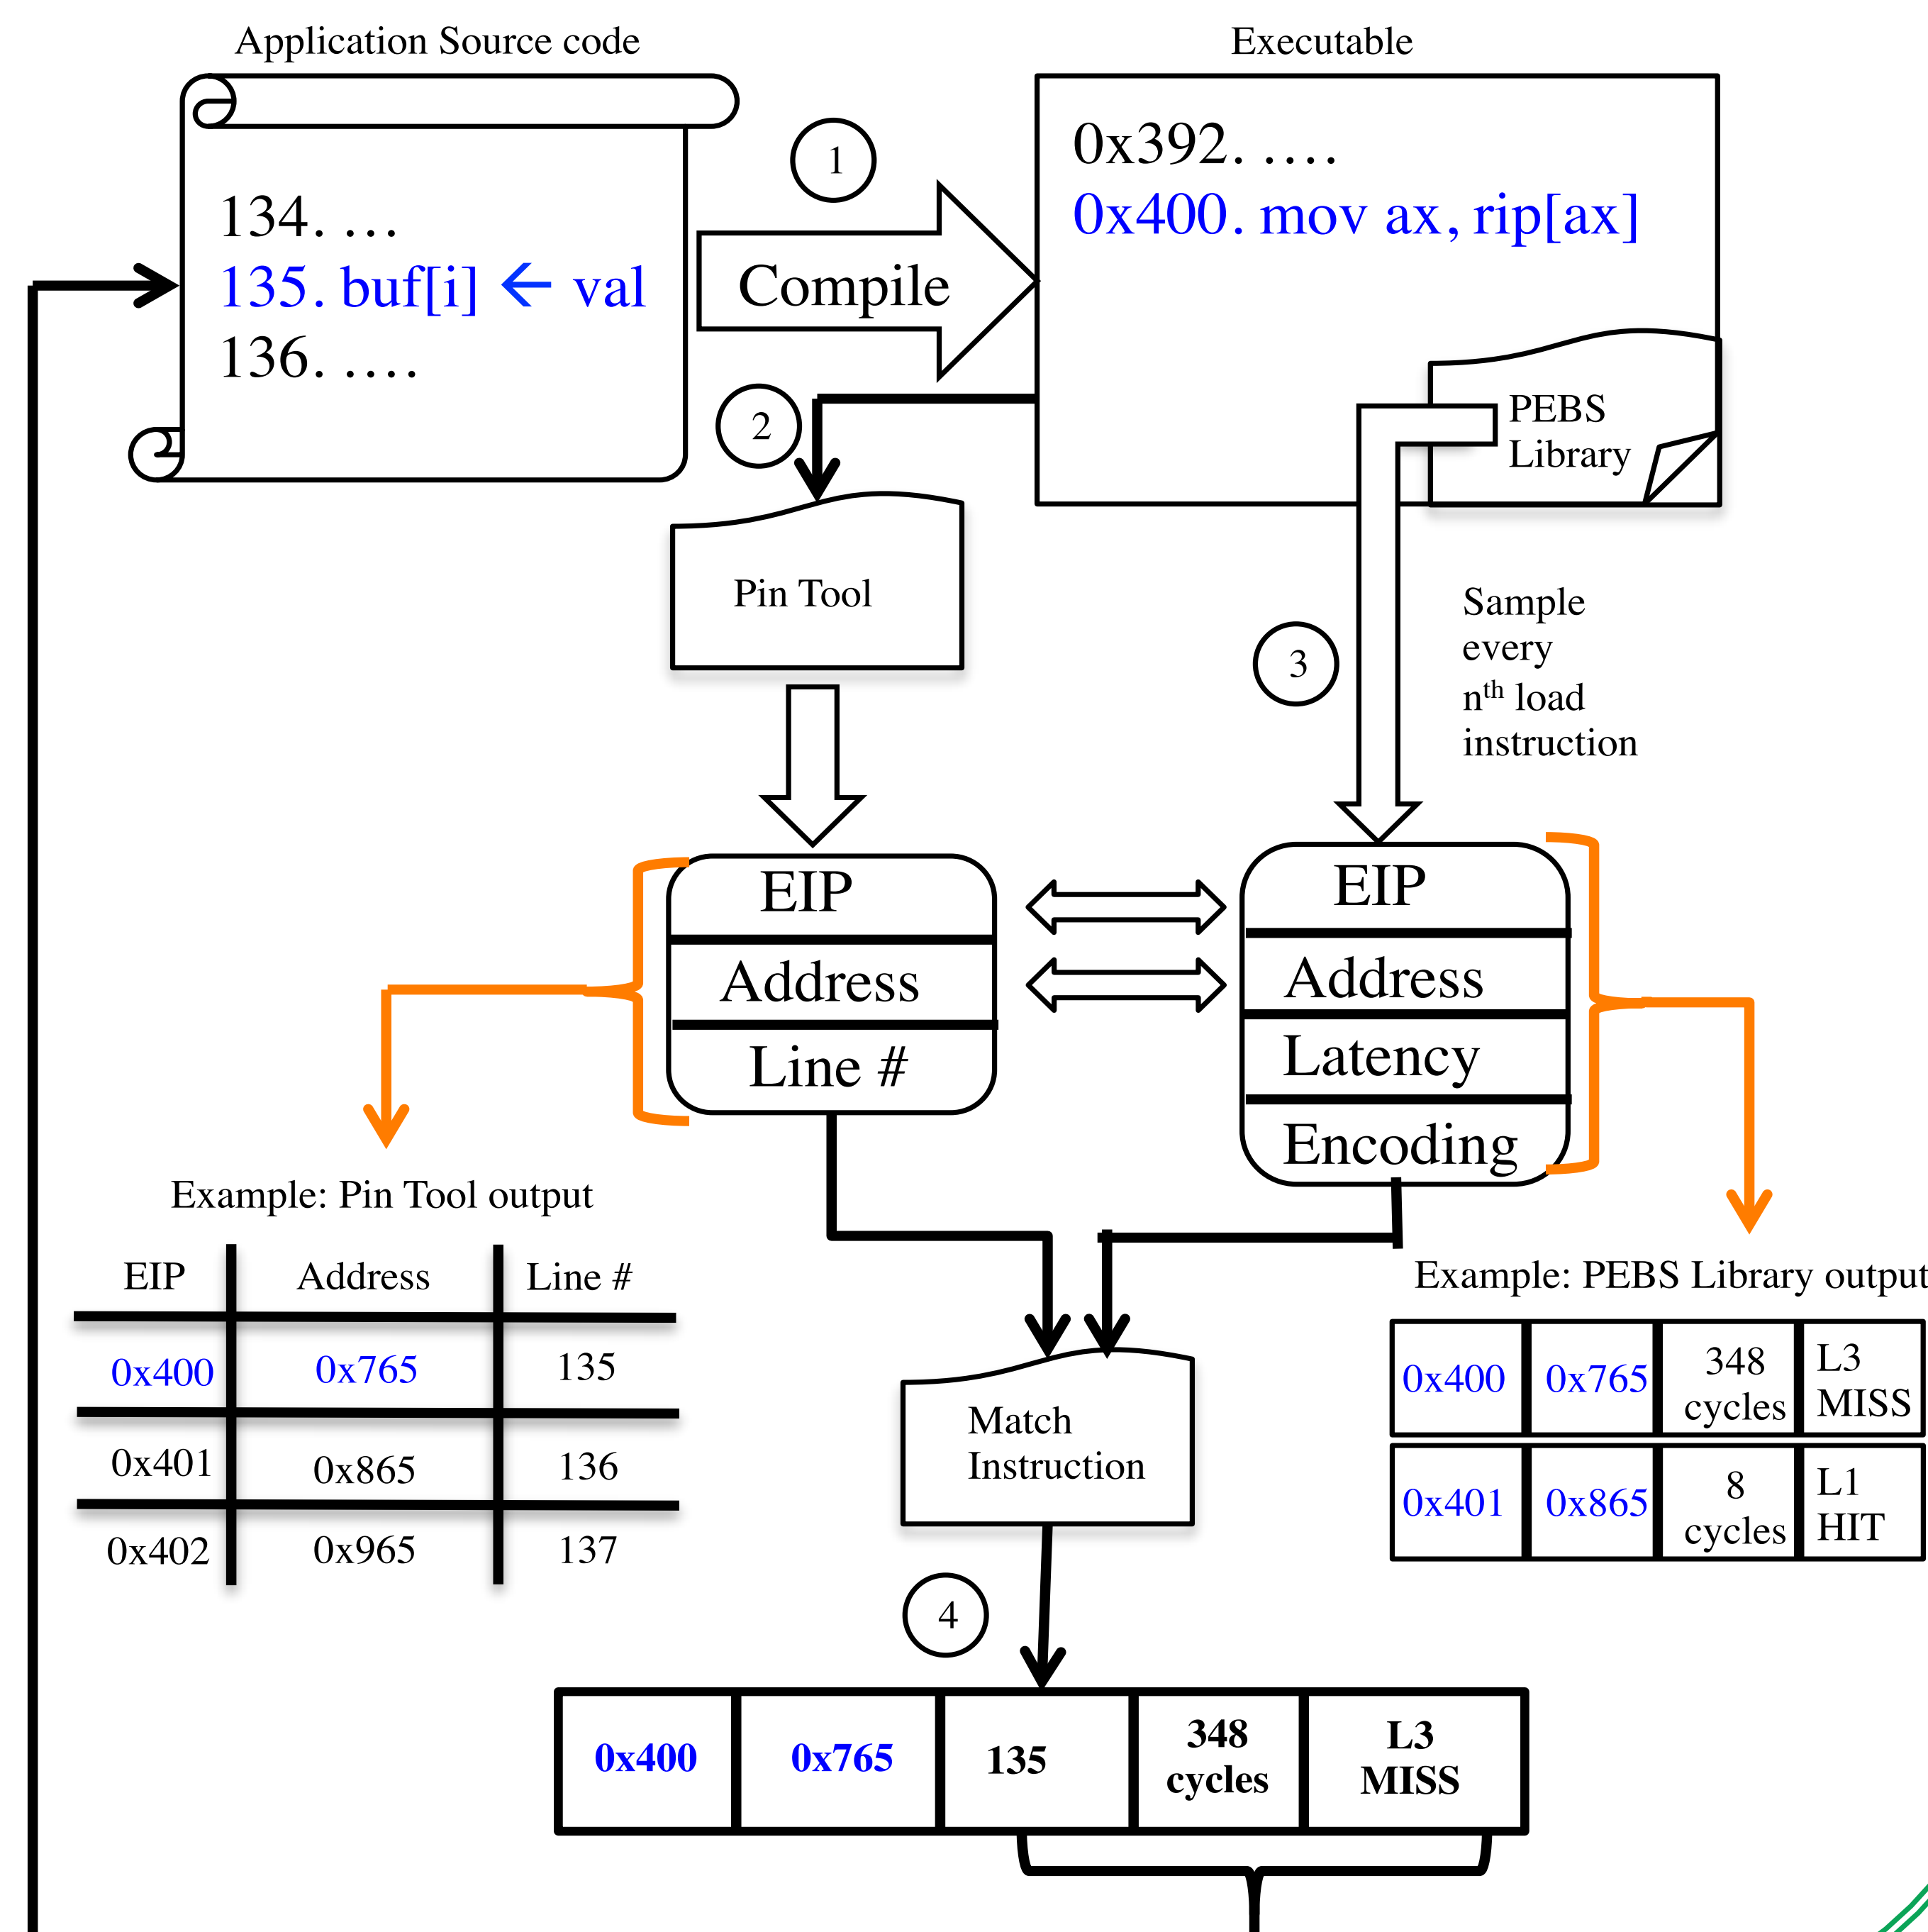 Application Source code
Executable
134. …
135. buf[i] ← val
136. ….
1
Compile
0x392. ….
0x400. mov ax, rip[ax]
PEBS
Library
2
Pin Tool
3
Sample
every
nth load
instruction
EIP
Address
Line #
EIP
Address
Latency
Encoding
Example: Pin Tool output
EIP Address Line #
0x400 0x765 135
0x401 0x865 136
0x402 0x965 137
Example: PEBS Library output
0x400 0x765 348 cycles L3 MISS
0x401 0x865 8 cycles L1 HIT
Match
Instruction
4
0x400 0x765 135 348 cycles L3 MISS